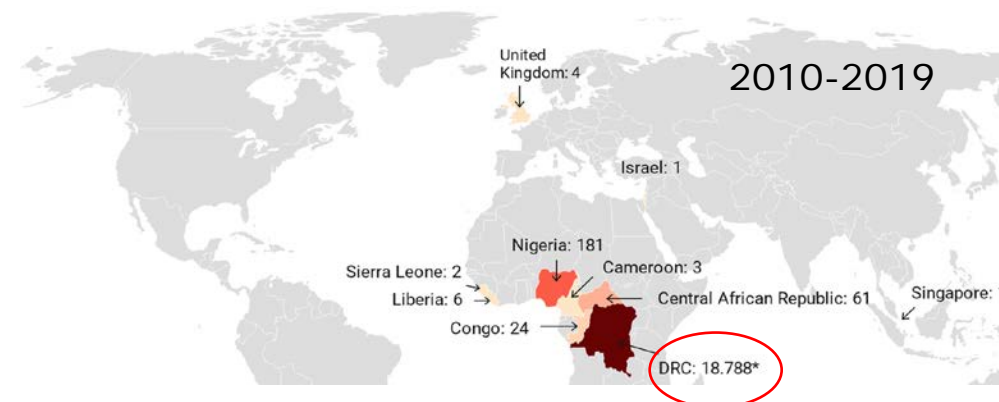 United
Kingdom: 4
2010-2019
Israel: 1
Nigeria: 181
Cameroon: 3
Sierra Leone: 2
Central African Republic: 61
Liberia: 6
Singapore:
Congo: 24
DRC: 18.788*